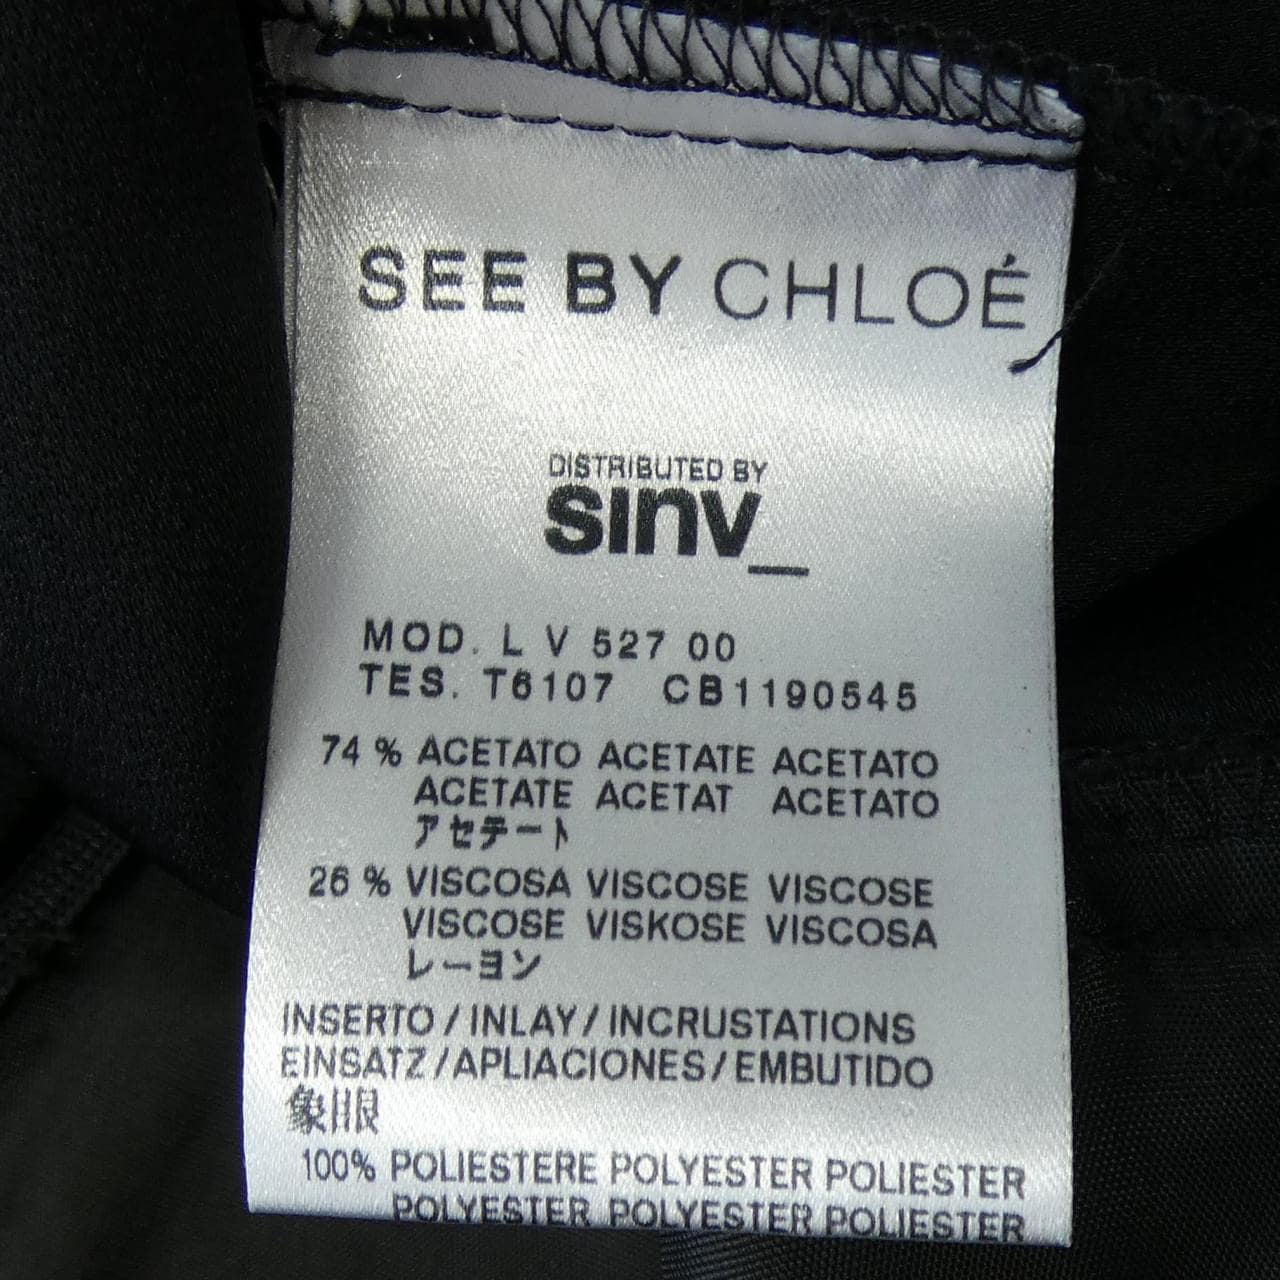 SEE BY CHLOÉ
DISTRIBUTED BY
sınv_
MOD. L V 527 00
TES. T6107 CB1190545
74 % ACETATO ACETATE ACETATO
ACETATE ACETAT ACETATO
アセテート
26 % VISCOSA VISCOSE VISCOSE
VISCOSE VISKOSE VISCOSA
レーヨン
INSERTO / INLAY / INCRUSTATIONS
EINSATZ / APLIACIONES / EMBUTIDO
象眼
100% POLIESTERE POLYESTER POLIESTER
POLYESTER POLYESTER POLIESTER